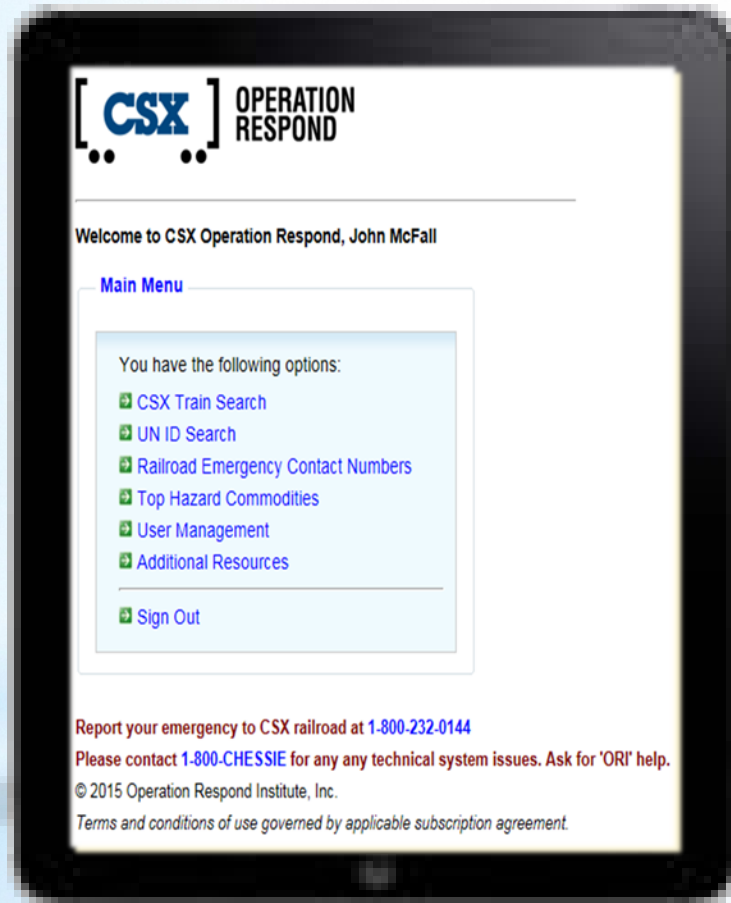 CSX
OPERATION
RESPOND
Welcome to CSX Operation Respond, John McFall
Main Menu
You have the following options:
CSX Train Search
UN ID Search
Railroad Emergency Contact Numbers
Top Hazard Commodities
User Management
Additional Resources
Sign Out
Report your emergency to CSX railroad at 1-800-232-0144
Please contact 1-800-CHESSIE for any any technical system issues. Ask for 'ORI' help.
© 2015 Operation Respond Institute, Inc.
Terms and conditions of use governed by applicable subscription agreement.